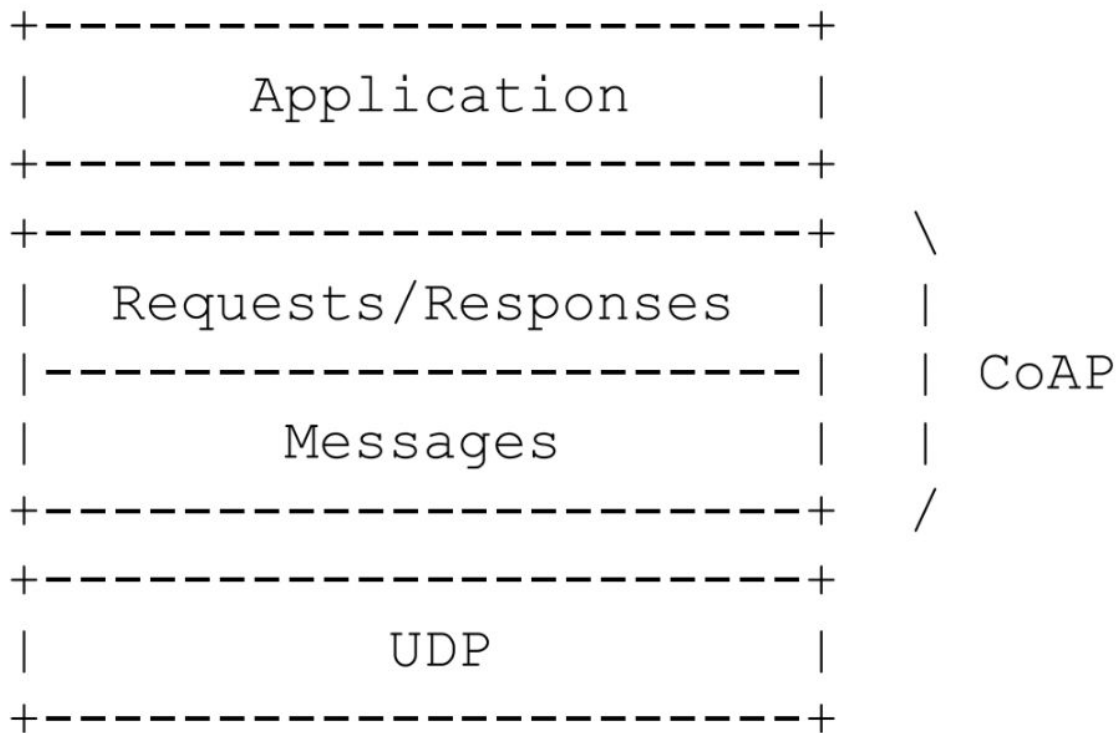 +-----------------------+
|       Application     |
+-----------------------+
+-----------------------+  \
|  Requests/Responses   |  |
|-----------------------|  | CoAP
|       Messages        |  |
+-----------------------+  /
+-----------------------+
|          UDP          |
+-----------------------+